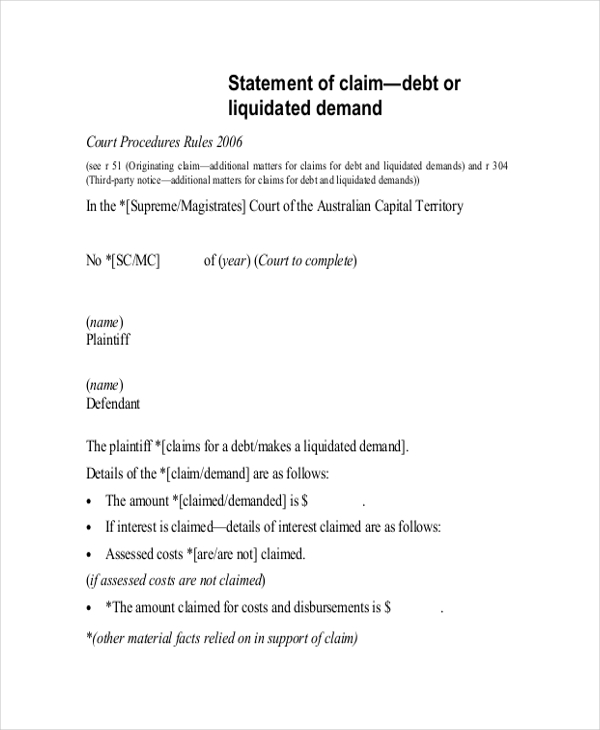 Statement of claim—debt or
liquidated demand
Court Procedures Rules 2006
(see r 51 (Originating claim—additional matters for claims for debt and liquidated demands) and r 304
(Third-party notice—additional matters for claims for debt and liquidated demands))
In the *[Supreme/Magistrates] Court of the Australian Capital Territory
No *[SC/MC] of (year) (Court to complete)
(name)
Plaintiff
(name)
Defendant
The plaintiff *[claims for a debt/makes a liquidated demand].
Details of the *[claim/demand] are as follows:
• The amount *[claimed/demanded] is $ .
• If interest is claimed—details of interest claimed are as follows:
• Assessed costs *[are/are not] claimed.
(if assessed costs are not claimed)
• *The amount claimed for costs and disbursements is $ .
*(other material facts relied on in support of claim)